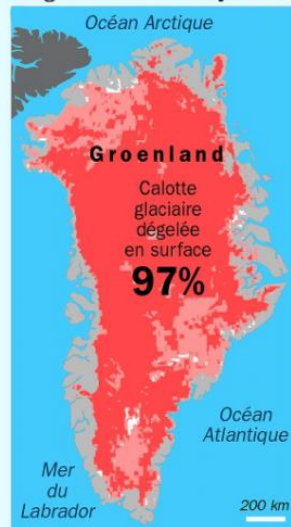 Océan Arctique
Groenland
Calotte
glaciaire
dégelée
en surface
97%
Océan
Atlantique
Mer
du
Labrador
200 km